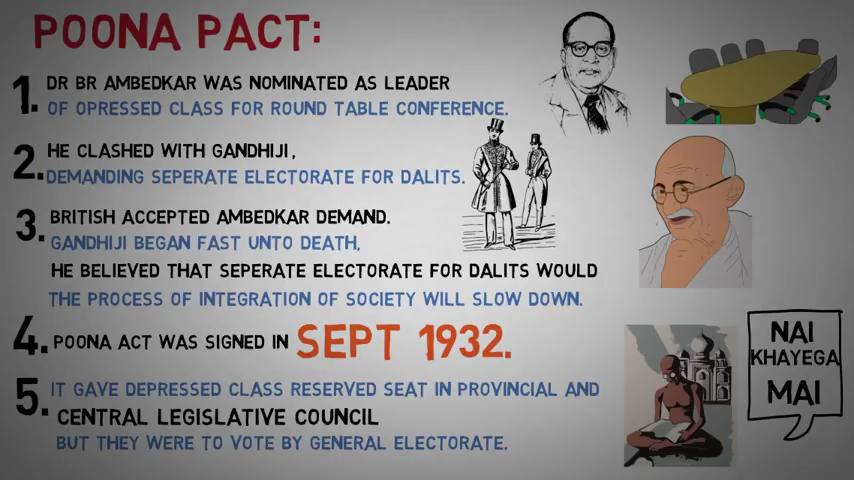 POONA PACT:
1. DR BR AMBEDKAR WAS NOMINATED AS LEADER
OF OPRESSED CLASS FOR ROUND TABLE CONFERENCE.
2. HE CLASHED WITH GANDHIJI,
DEMANDING SEPERATE ELECTORATE FOR DALITS.
3. BRITISH ACCEPTED AMBEDKAR DEMAND.
GANDHIJI BEGAN FAST UNTO DEATH,
HE BELIEVED THAT SEPERATE ELECTORATE FOR DALITS WOULD
THE PROCESS OF INTEGRATION OF SOCIETY WILL SLOW DOWN.
4. POONA ACT WAS SIGNED IN SEPT 1932.
5. IT GAVE DEPRESSED CLASS RESERVED SEAT IN PROVINCIAL AND
CENTRAL LEGISLATIVE COUNCIL
BUT THEY WERE TO VOTE BY GENERAL ELECTORATE.
NAI
KHAYEGA
MAI